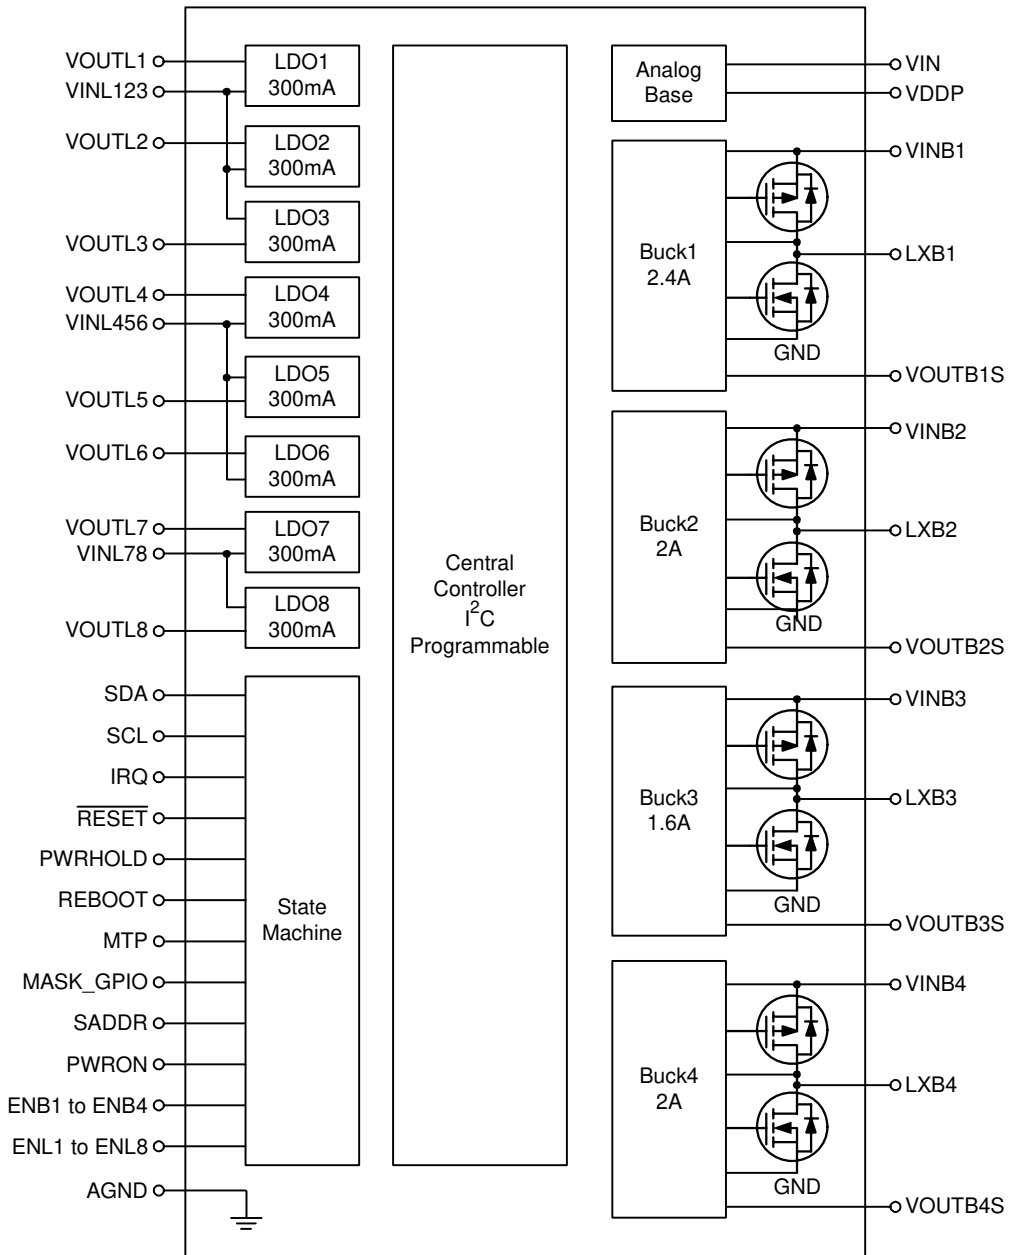 VOUTL1
VINL123
VOUTL2
VOUTL3
VOUTL4
VINL456
VOUTL5
VOUTL6
VOUTL7
VINL78
VOUTL8
SDA
SCL
IRQ
RESET
PWRHOLD
REBOOT
MTP
MASK_GPIO
SADDR
PWRON
ENB1 to ENB4
ENL1 to ENL8
AGND
LDO1
300mA
LDO2
300mA
LDO3
300mA
LDO4
300mA
LDO5
300mA
LDO6
300mA
LDO7
300mA
LDO8
300mA
State
Machine
Central
Controller
I²C
Programmable
Analog
Base
VIN
VDDP
Buck1
2.4A
VINB1
LXB1
GND
VOUTB1S
Buck2
2A
VINB2
LXB2
GND
VOUTB2S
Buck3
1.6A
VINB3
LXB3
GND
VOUTB3S
Buck4
2A
VINB4
LXB4
GND
VOUTB4S